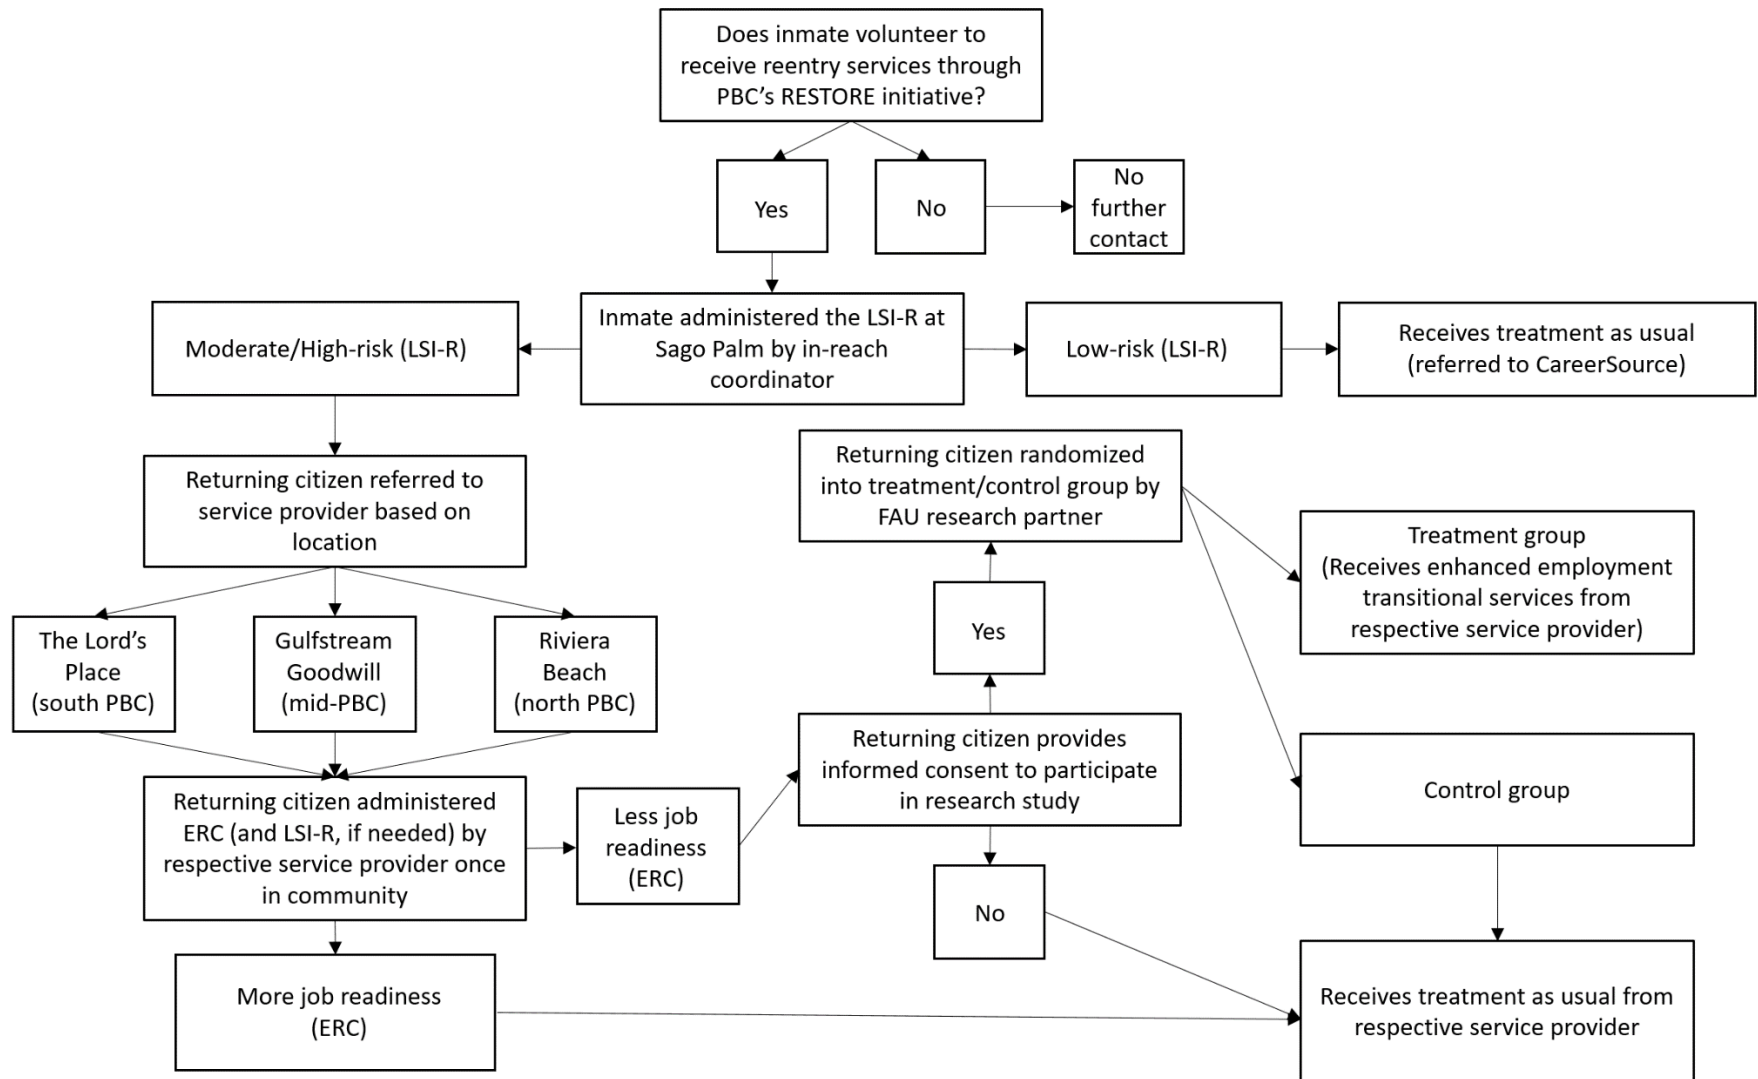 Does inmate volunteer to
receive reentry services through
PBC's RESTORE initiative?
Yes
No
No
further
contact
Moderate/High-risk (LSI-R)
Inmate administered the LSI-R at
Sago Palm by in-reach
coordinator
Low-risk (LSI-R)
Receives treatment as usual
(referred to CareerSource)
Returning citizen referred to
service provider based on
location
Returning citizen randomized
into treatment/control group by
FAU research partner
Treatment group
(Receives enhanced employment
transitional services from
respective service provider)
Yes
The Lord's
Place
(south PBC)
Gulfstream
Goodwill
(mid-PBC)
Riviera
Beach
(north PBC)
Returning citizen provides
informed consent to participate
in research study
Control group
Returning citizen administered
ERC (and LSI-R, if needed) by
respective service provider once
in community
Less job
readiness
(ERC)
No
More job readiness
(ERC)
Receives treatment as usual from
respective service provider